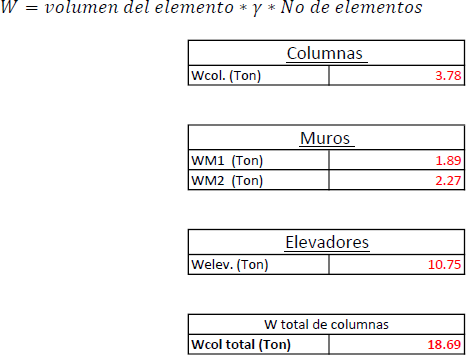 W = volumen del elemento ∗ γ ∗ No de elementos
Columnas
Wcol. (Ton) 3.78
Muros
WM1 (Ton) 1.89
WM2 (Ton) 2.27
Elevadores
Welev. (Ton) 10.75
W total de columnas
Wcol total (Ton) 18.69